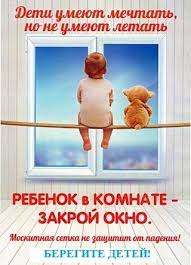 Дети умеют мечтать,
но не умеют летать
РЕБЕНОК В КОМНАТЕ –
ЗАКРОЙ ОКНО.
Москитная сетка не защитит от падения!
БЕРЕГИТЕ ДЕТЕЙ!